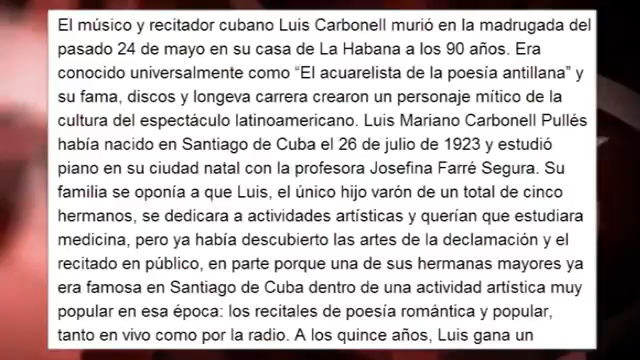 El músico y recitador cubano Luis Carbonell murió en la madrugada del
pasado 24 de mayo en su casa de La Habana a los 90 años. Era
conocido universalmente como “El acuarelista de la poesía antillana” y
su fama, discos y longeva carrera crearon un personaje mítico de la
cultura del espectáculo latinoamericano. Luis Mariano Carbonell Pullés
había nacido en Santiago de Cuba el 26 de julio de 1923 y estudió
piano en su ciudad natal con la profesora Josefina Farré Segura. Su
familia se oponía a que Luis, el único hijo varón de un total de cinco
hermanos, se dedicara a actividades artísticas y querían que estudiara
medicina, pero ya había descubierto las artes de la declamación y el
recitado en público, en parte porque una de sus hermanas mayores ya
era famosa en Santiago de Cuba dentro de una actividad artística muy
popular en esa época: los recitales de poesía romántica y popular,
tanto en vivo como por la radio. A los quince años, Luis gana un